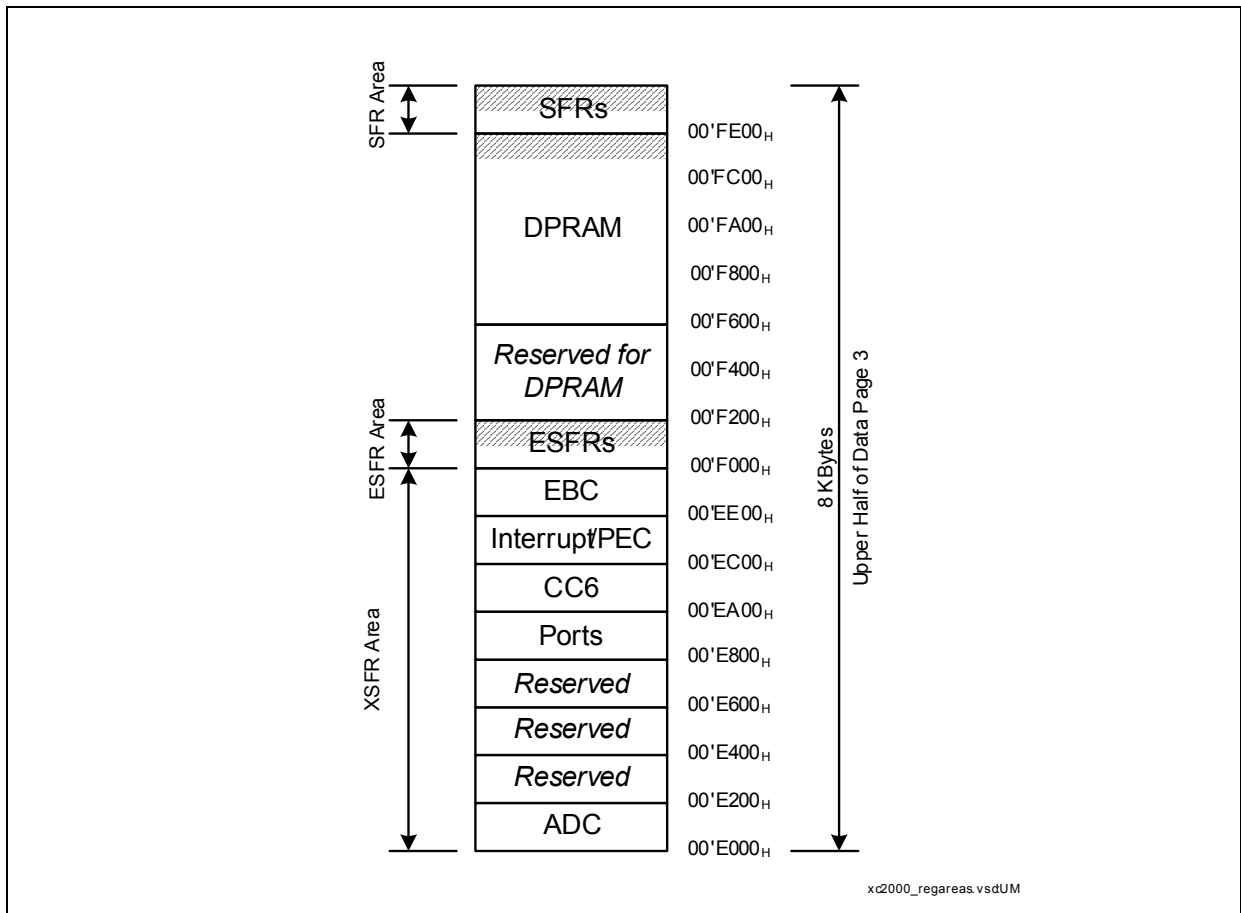 SFR Area
SFRs
00'FE00H
00'FC00H
DPRAM
00'FA00H
00'F800H
00'F600H
Reserved for
DPRAM
00'F400H
00'F200H
ESFR Area
ESFRs
00'F000H
EBC
00'EE00H
Interrupt/PEC
00'EC00H
CC6
00'EA00H
XSFR Area
Ports
00'E800H
Reserved
00'E600H
Reserved
00'E400H
Reserved
00'E200H
ADC
00'E000H
8 KBytes
Upper Half of Data Page 3
xc2000_regareas.vsdUM